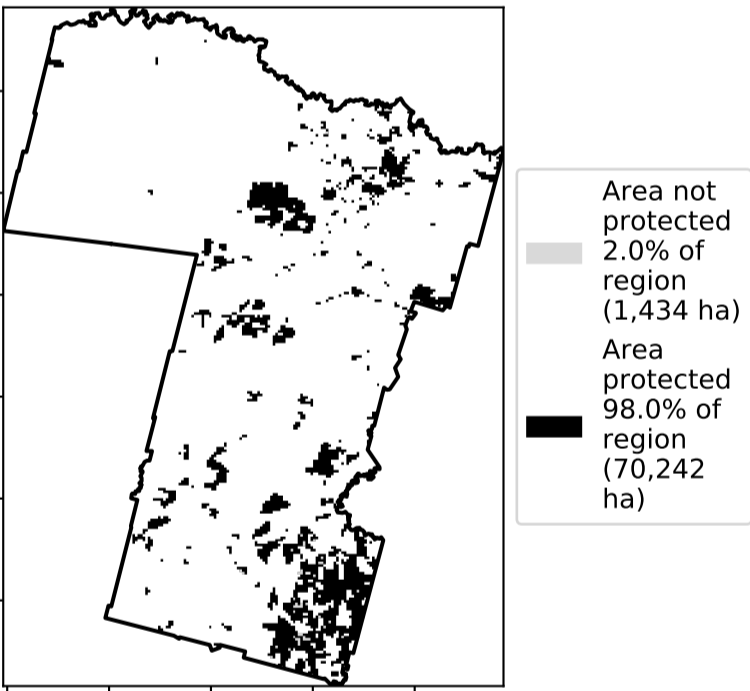 Area not
protected
2.0% of
region
(1,434 ha)
Area
protected
98.0% of
region
(70,242
ha)